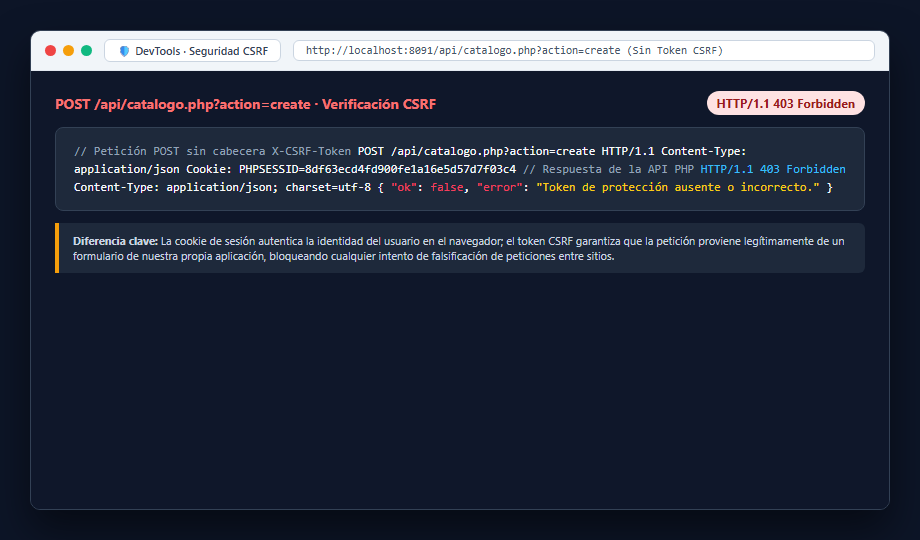 DevTools · Seguridad CSRF
http://localhost:8091/api/catalogo.php?action=create (Sin Token CSRF)
POST /api/catalogo.php?action=create · Verificación CSRF
HTTP/1.1 403 Forbidden
// Petición POST sin cabecera X-CSRF-Token POST /api/catalogo.php?action=create HTTP/1.1 Content-Type:
application/json Cookie: PHPSESSID=8df63ecd4fd900fe1a16e5d57d7f03c4 // Respuesta de la API PHP HTTP/1.1 403 Forbidden
Content-Type: application/json; charset=utf-8 { "ok": false, "error": "Token de protección ausente o incorrecto." }
Diferencia clave: La cookie de sesión autentica la identidad del usuario en el navegador; el token CSRF garantiza que la petición proviene legítimamente de un
formulario de nuestra propia aplicación, bloqueando cualquier intento de falsificación de peticiones entre sitios.